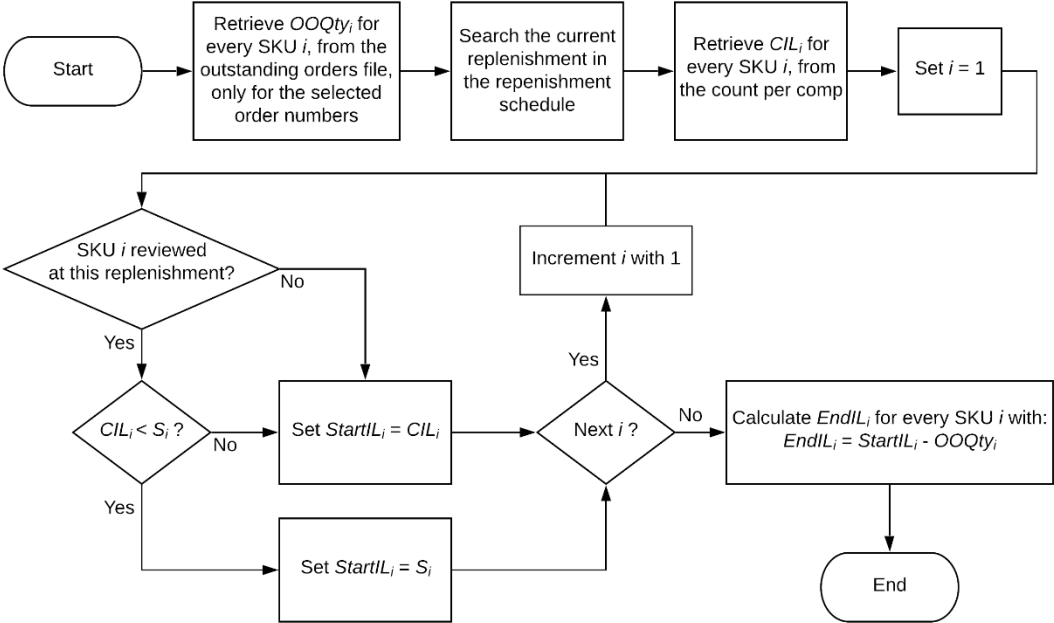 Start
Retrieve OOQtyᵢ for
every SKU i, from the
outstanding orders file,
only for the selected
order numbers
Search the current
replenishment in
the repenishment
schedule
Retrieve CILᵢ for
every SKU i, from
the count per comp
Set i = 1
SKU i reviewed
at this replenishment?
No
Yes
Increment i with 1
Yes
CILᵢ < Sᵢ ?
No
Set StartILᵢ = CILᵢ
Next i ?
No
Calculate EndILᵢ for every SKU i with:
EndILᵢ = StartILᵢ - OOQtyᵢ
Yes
Set StartILᵢ = Sᵢ
End